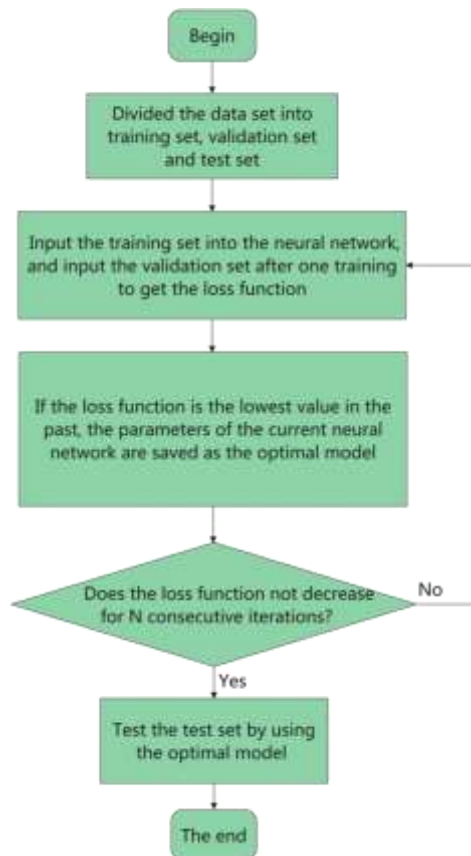 Begin
Divided the data set into
training set, validation set
and test set
Input the training set into the neural network,
and input the validation set after one training
to get the loss function
If the loss function is the lowest value in the
past, the parameters of the current neural
network are saved as the optimal model
Does the loss function not decrease
for N consecutive iterations?
No
Yes
Test the test set by using
the optimal model
The end